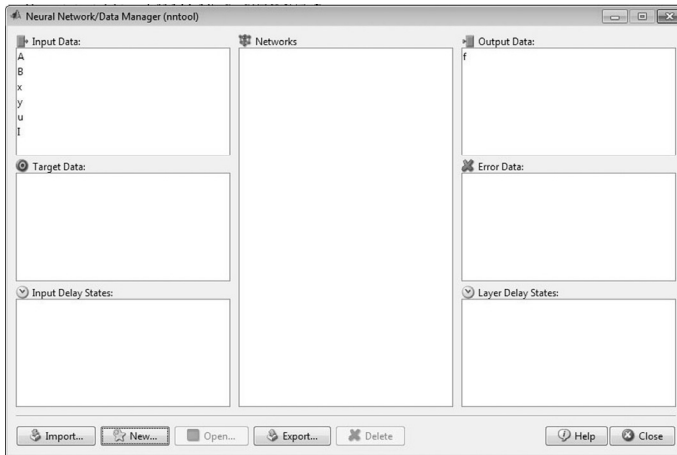 Neural Network/Data Manager (nntool)
Input Data:
A
B
x
y
u
I
Networks
Output Data:
f
Target Data:
Error Data:
Input Delay States:
Layer Delay States:
Import... New... Open... Export... Delete Help Close